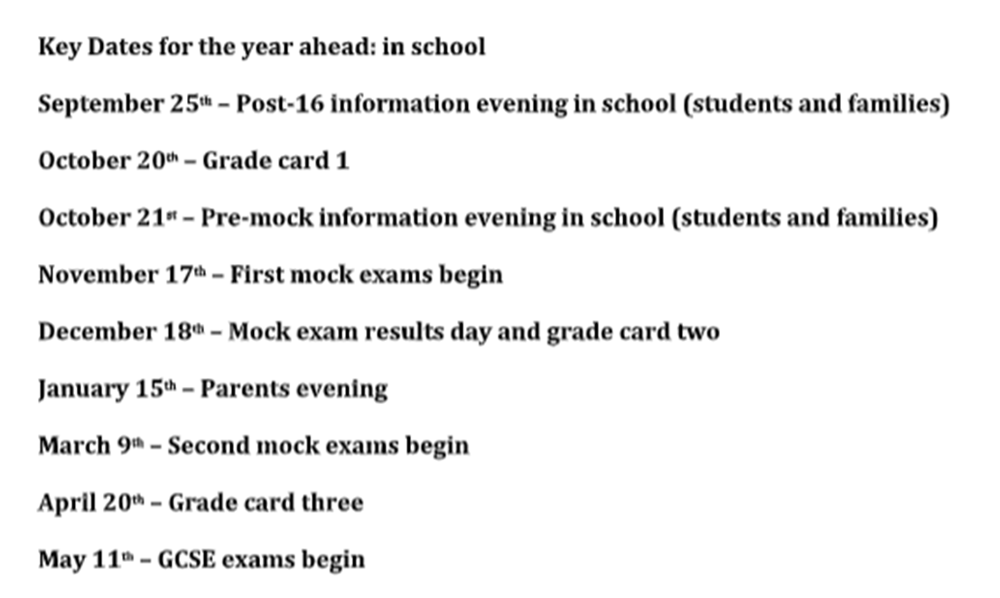 Key Dates for the year ahead: in school
September 25th – Post-16 information evening in school (students and families)
October 20th – Grade card 1
October 21st – Pre-mock information evening in school (students and families)
November 17th – First mock exams begin
December 18th – Mock exam results day and grade card two
January 15th – Parents evening
March 9th – Second mock exams begin
April 20th – Grade card three
May 11th – GCSE exams begin